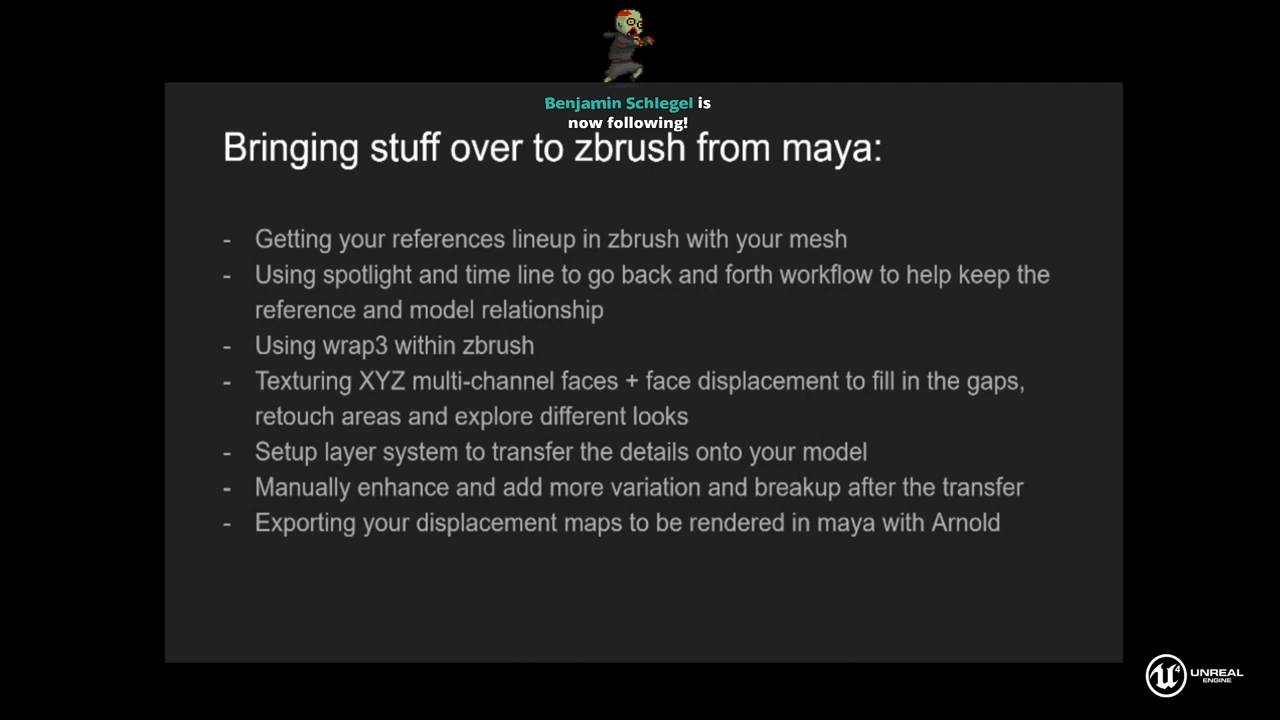 Benjamin Schlegel is
now following!
Bringing stuff over to zbrush from maya:
- Getting your references lineup in zbrush with your mesh
- Using spotlight and time line to go back and forth workflow to help keep the
reference and model relationship
- Using wrap3 within zbrush
- Texturing XYZ multi-channel faces + face displacement to fill in the gaps,
retouch areas and explore different looks
- Setup layer system to transfer the details onto your model
- Manually enhance and add more variation and breakup after the transfer
- Exporting your displacement maps to be rendered in maya with Arnold
UNREAL
ENGINE